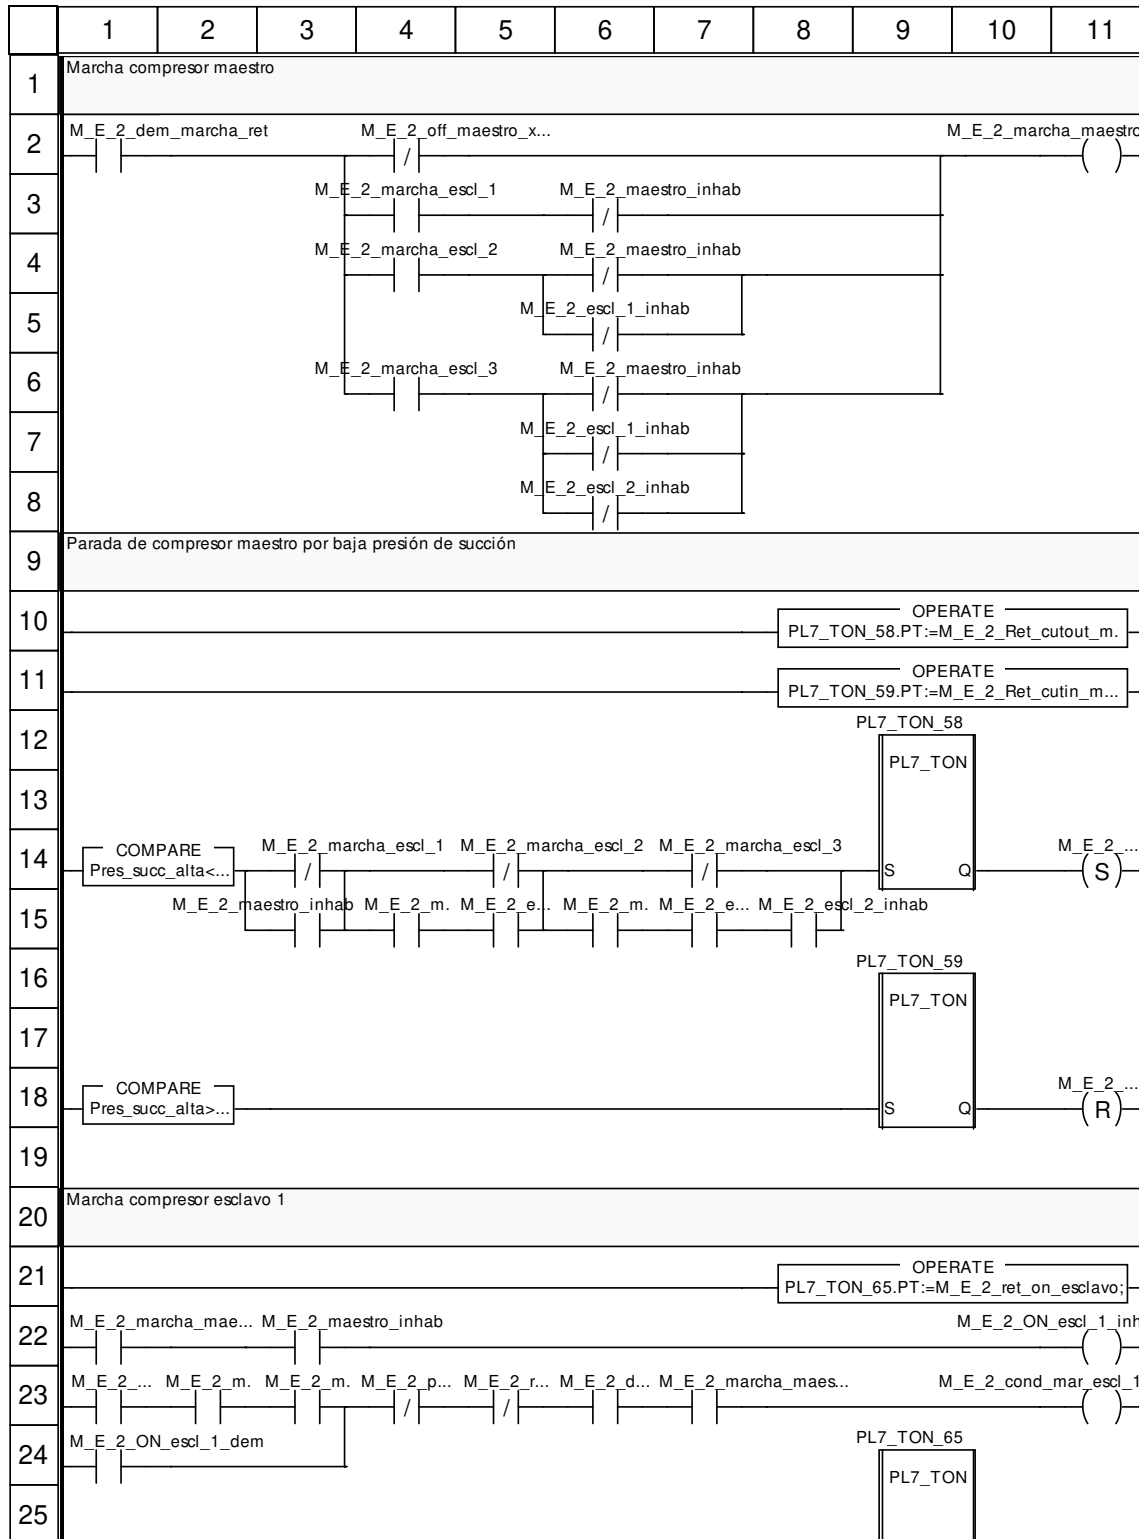 1 2 3 4 5 6 7 8 9 10 11
1
Marcha compresor maestro
2
M_E_2_dem_marcha_ret M_E_2_off_maestro_x... M_E_2_marcha_maestro
/
3
M_E_2_marcha_escl_1 M_E_2_maestro_inhab
/
4
M_E_2_marcha_escl_2 M_E_2_maestro_inhab
/
5
M_E_2_escl_1_inhab
/
6
M_E_2_marcha_escl_3 M_E_2_maestro_inhab
/
7
M_E_2_escl_1_inhab
/
8
M_E_2_escl_2_inhab
/
9
Parada de compresor maestro por baja presión de succión
10
OPERATE
PL7_TON_58.PT:=M_E_2_Ret_cutout_m.
11
OPERATE
PL7_TON_59.PT:=M_E_2_Ret_cutin_m...
12
PL7_TON_58
PL7_TON
13
14
COMPARE
Pres_succ_alta<...
M_E_2_marcha_escl_1 M_E_2_marcha_escl_2 M_E_2_marcha_escl_3 M_E_2_...
/ / / S Q S
15
M_E_2_maestro_inhab M_E_2_m. M_E_2_e... M_E_2_m. M_E_2_e... M_E_2_escl_2_inhab
16
PL7_TON_59
PL7_TON
17
18
COMPARE
Pres_succ_alta>...
M_E_2_...
S Q R
19
20
Marcha compresor esclavo 1
21
OPERATE
PL7_TON_65.PT:=M_E_2_ret_on_esclavo;
22
M_E_2_marcha_mae... M_E_2_maestro_inhab M_E_2_ON_escl_1_inh
23
M_E_2_... M_E_2_m. M_E_2_m. M_E_2_p... M_E_2_r... M_E_2_d... M_E_2_marcha_maes... M_E_2_cond_mar_escl_1
/ /
24
M_E_2_ON_escl_1_dem
PL7_TON_65
PL7_TON
25